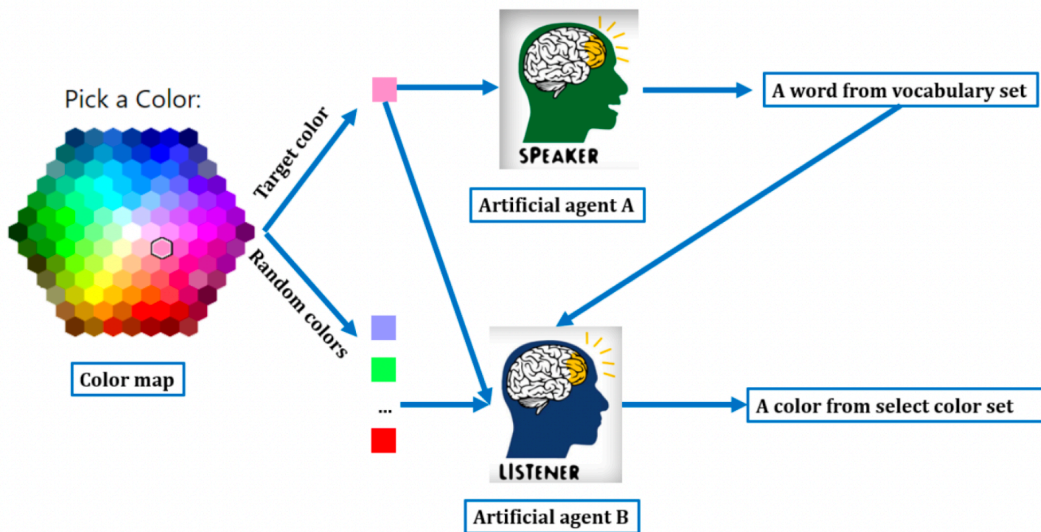 Pick a Color:
Target color
Random colors
Color map
SPEAKER
Artificial agent A
A word from vocabulary set
...
LISTENER
Artificial agent B
A color from select color set